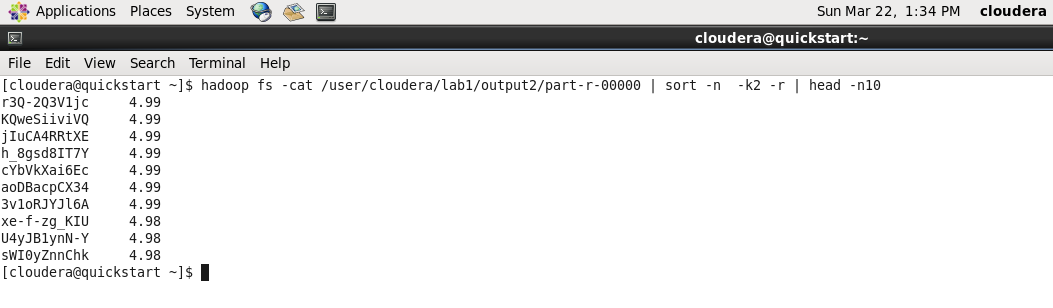 Applications Places System Sun Mar 22, 1:34 PM cloudera
cloudera@quickstart:~
File Edit View Search Terminal Help
[cloudera@quickstart ~]$ hadoop fs -cat /user/cloudera/lab1/output2/part-r-00000 | sort -n  -k2 -r | head -n10
r3Q-2Q3V1jc     4.99
KQweSiiviVQ     4.99
jIuCA4RRtXE     4.99
h_8gsd8IT7Y     4.99
cYbVkXai6Ec     4.99
aoDBacpCX34     4.99
3v1oRJYJl6A     4.99
xe-f-zg_KIU     4.98
U4yJB1ynN-Y     4.98
sWI0yZnnChk     4.98
[cloudera@quickstart ~]$